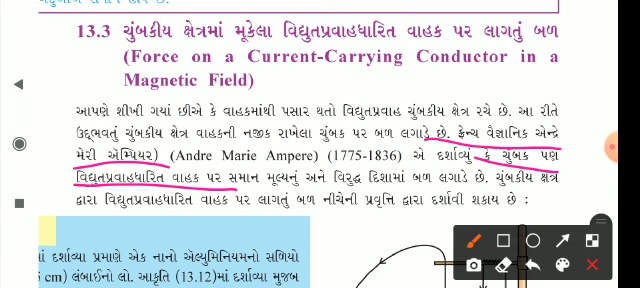 13.3 ચુંબકીય ક્ષેત્રમાં મૂકેલા વિદ્યુતપ્રવાહધારિત વાહક પર લાગતું બળ
(Force on a Current-Carrying Conductor in a
Magnetic Field)
આપણે શીખી ગયાં છીએ કે વાહકમાંથી પસાર થતો વિદ્યુતપ્રવાહ ચુંબકીય ક્ષેત્ર રચે છે. આ રીતે
ઉદ્ભવતું ચુંબકીય ક્ષેત્ર વાહકની નજીક રાખેલા ચુંબક પર બળ લગાડે છે. ફ્રેન્ચ વૈજ્ઞાનિક એન્દ્રે
મેરી ઍમ્પિયર) (Andre Marie Ampere) (1775-1836) એ દર્શાવ્યું કે ચુંબક પણ
વિદ્યુતપ્રવાહધારિત વાહક પર સમાન મૂલ્યનું અને વિરુદ્ધ દિશામાં બળ લગાડે છે. ચુંબકીય ક્ષેત્ર
દ્વારા વિદ્યુતપ્રવાહધારિત વાહક પર લાગતું બળ નીચેની પ્રવૃત્તિ દ્વારા દર્શાવી શકાય છે :
માં દર્શાવ્યા પ્રમાણે એક નાનો ઍલ્યુમિનિયમનો સળિયો
cm) લંબાઈનો લો. આકૃતિ (13.12)માં દર્શાવ્યા મુજબ